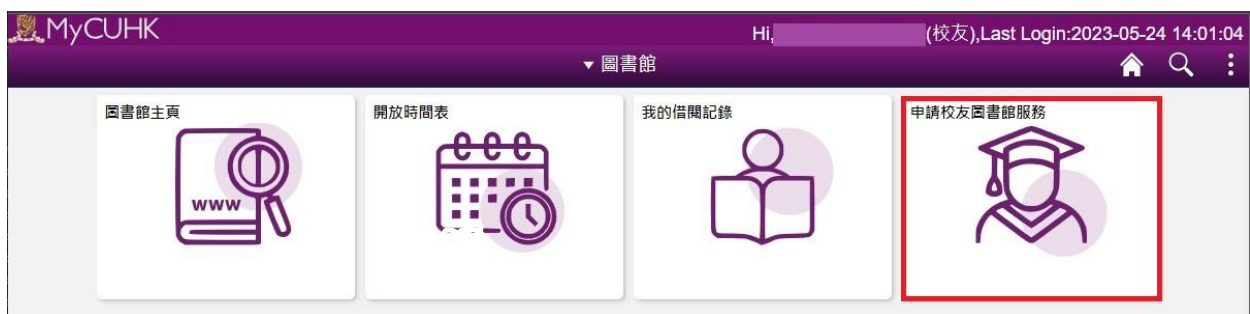 MyCUHK
Hi, (校友),Last Login:2023-05-24 14:01:04
圖書館
圖書館主頁
開放時間表
我的借閱記錄
申請校友圖書館服務
www